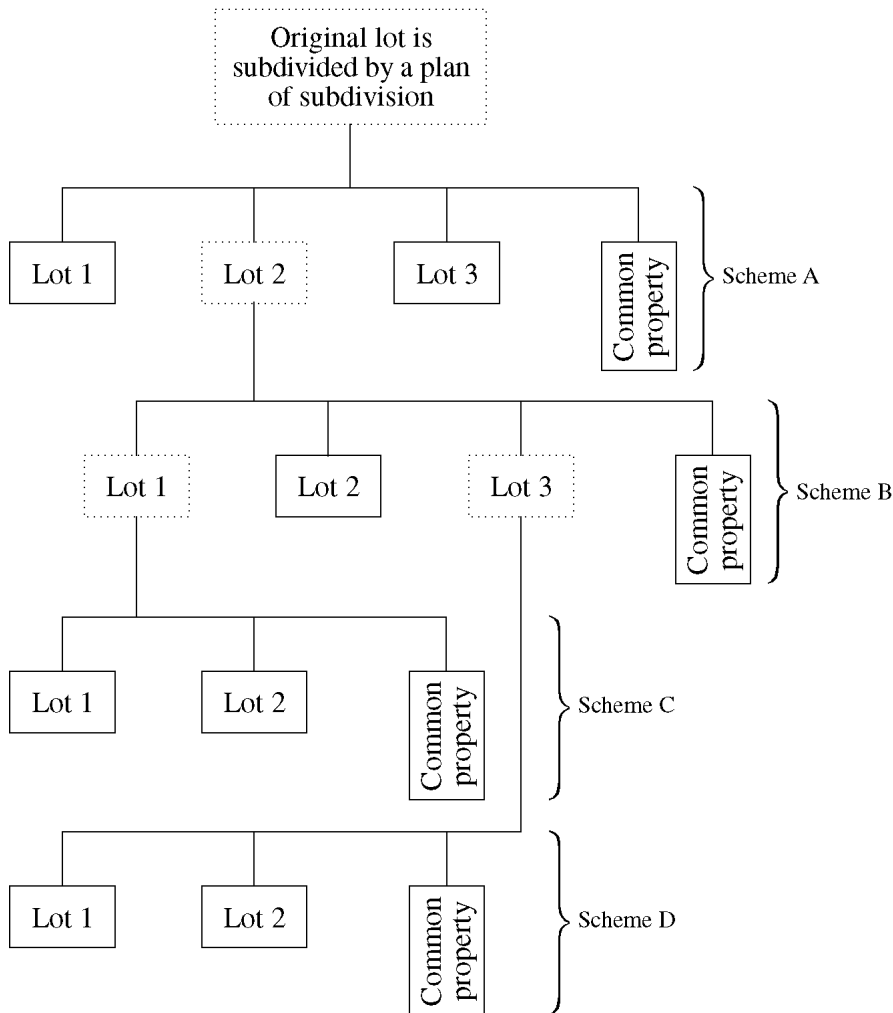 Original lot is
subdivided by a plan
of subdivision
Lot 1
Lot 2
Lot 3
Common
property
Scheme A
Lot 1
Lot 2
Lot 3
Common
property
Scheme B
Lot 1
Lot 2
Common
property
Scheme C
Lot 1
Lot 2
Common
property
Scheme D